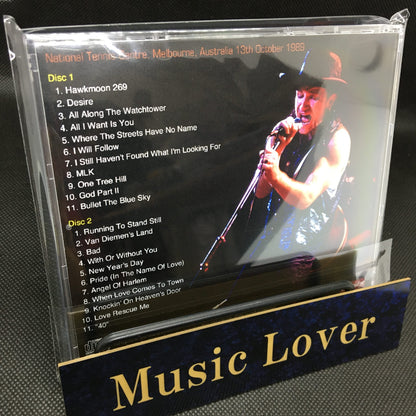 National Tennis Centre, Melbourne, Australia 13th October 1989
Disc 1
1. Hawkmoon 269
2. Desire
3. All Along The Watchtower
4. All I Want Is You
5. Where The Streets Have No Name
6. I Will Follow
7. I Still Haven't Found What I'm Looking For
8. MLK
9. One Tree Hill
10. God Part II
11. Bullet The Blue Sky
Disc 2
1. Running To Stand Still
2. Van Diemen's Land
3. Bad
4. With Or Without You
5. New Year's Day
6. Pride (In The Name Of Love)
7. Angel Of Harlem
8. When Love Comes To Town
9. Knockin' On Heaven's Door
10. Love Rescue Me
11. "40"
Music Lover